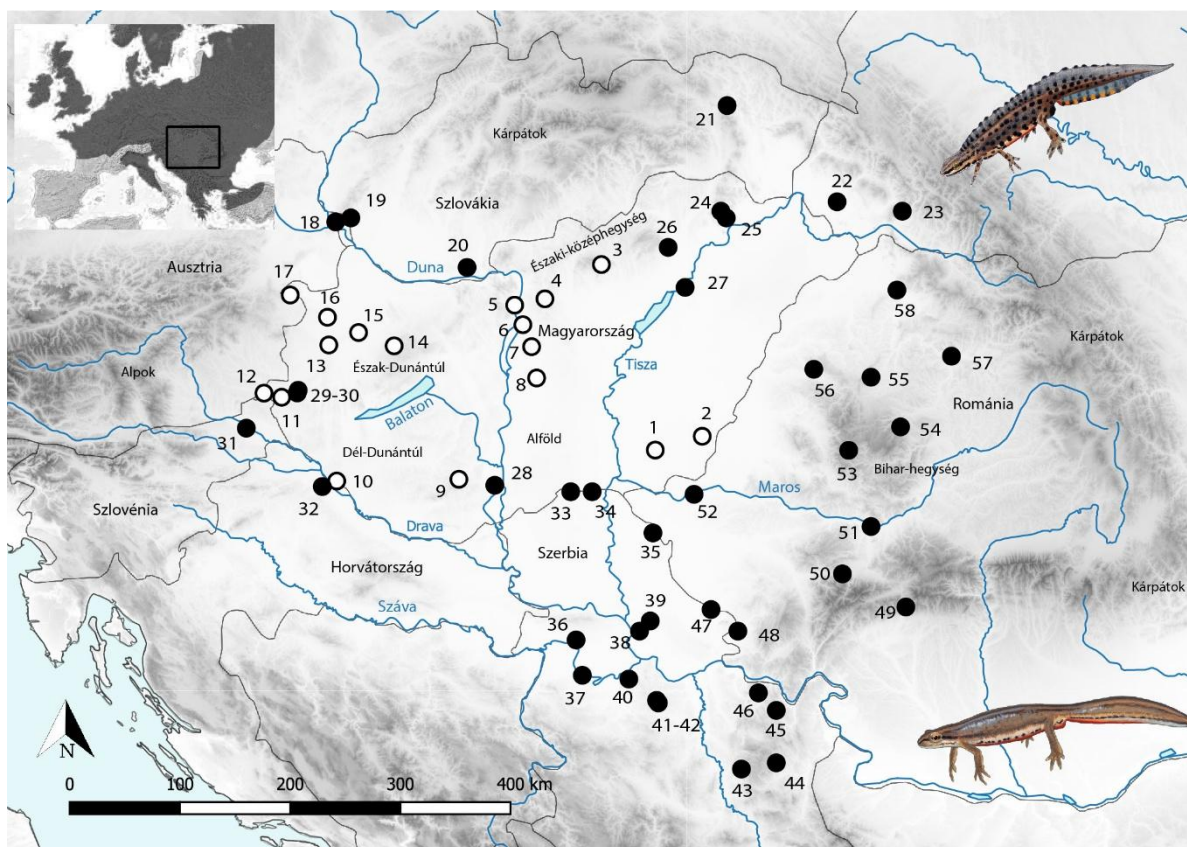 21
Kárpátok
22
23
19
18
Szlovákia
24
25
26
Északi-középhegység
3
20
Ausztria
Duna
17
4
27
16
5
58
15
6
Magyarország
Kárpátok
14
7
57
13
Észak-Dunántúl
Tisza
56
55
Alpok
12
8
Románia
29-30
11
Balaton
2
54
31
1
Alföld
53
Dél-Dunántúl
Bihar-hegység
28
10
9
Maros
32
33
34
52
Szlovénia
Drava
51
Szerbia
35
Horvátország
50
Kárpátok
49
Száva
39
47
36
38
48
37
40
46
45
41-42
N
43
44
0
100
200
300
400 km